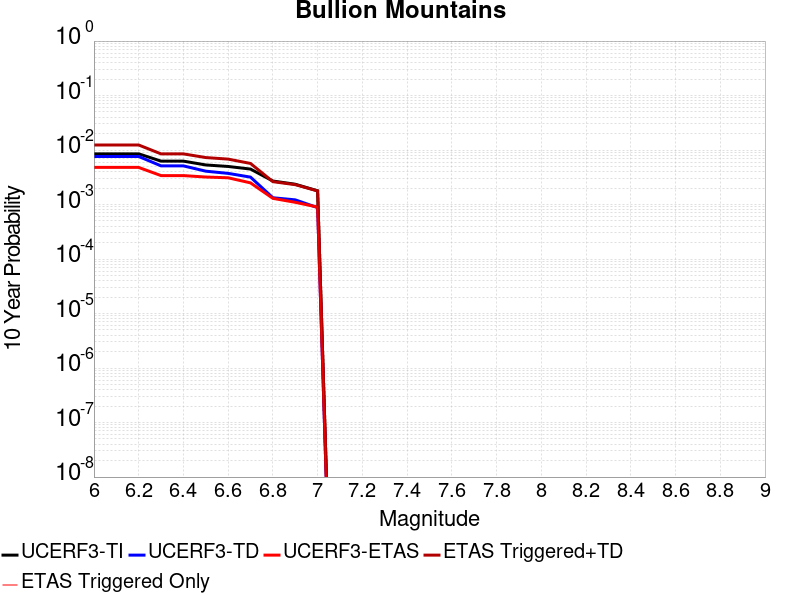 Bullion Mountains
10 Year Probability
10^0
10^-1
10^-2
10^-3
10^-4
10^-5
10^-6
10^-7
10^-8
6 6.2 6.4 6.6 6.8 7 7.2 7.4 7.6 7.8 8 8.2 8.4 8.6 8.8 9
Magnitude
UCERF3-TI UCERF3-TD UCERF3-ETAS ETAS Triggered+TD
ETAS Triggered Only